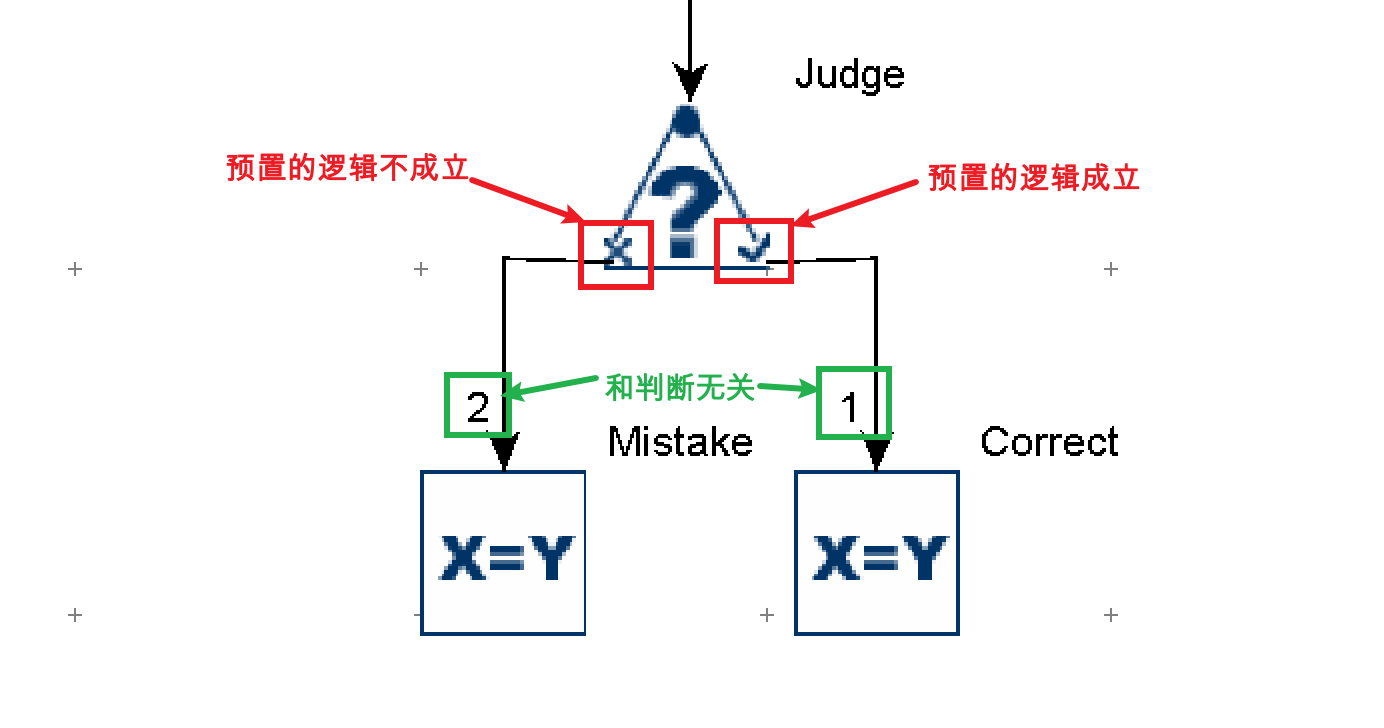 Judge
预置的逻辑不成立
预置的逻辑成立
?
2
和判断无关
1
Mistake
Correct
X=Y
X=Y